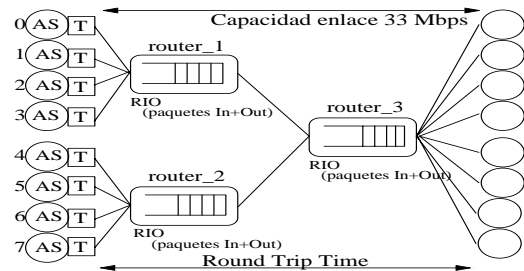 Capacidad enlace 33 Mbps
0 AS T
1 AS T
2 AS T
3 AS T
router_1
RIO
(paquetes In+Out)
router_3
RIO
(paquetes In+Out)
4 AS T
5 AS T
6 AS T
7 AS T
router_2
RIO
(paquetes In+Out)
Round Trip Time